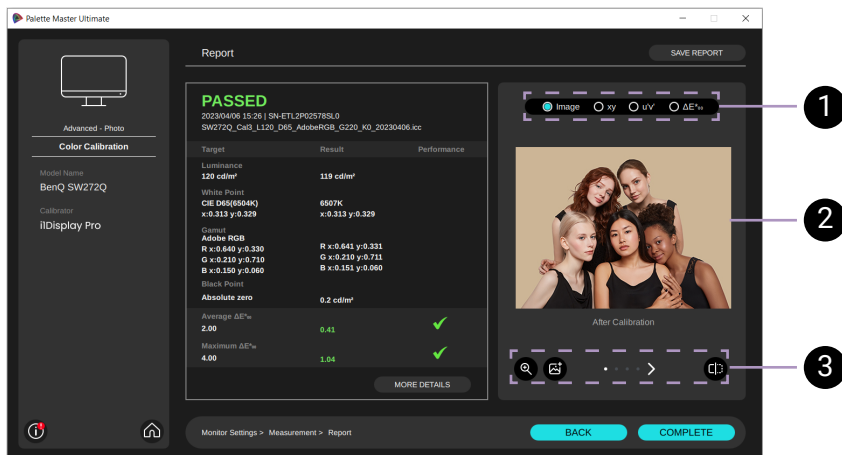 Palette Master Ultimate
Report
SAVE REPORT
Advanced - Photo
Color Calibration
Model Name
BenQ SW272Q
Calibrator
i1Display Pro
PASSED
2023/04/06 15:26 | SN-ETL2P02578SL0
SW272Q_Cal3_L120_D65_AdobeRGB_G220_K0_20230406.icc
Target Result Performance
Luminance
120 cd/m² 119 cd/m²
White Point
CIE D65(6504K) 6507K
x:0.313 y:0.329 x:0.313 y:0.329
Gamut
Adobe RGB
R x:0.640 y:0.330 R x:0.641 y:0.331
G x:0.210 y:0.710 G x:0.210 y:0.711
B x:0.150 y:0.060 B x:0.151 y:0.060
Black Point
Absolute zero 0.2 cd/m²
Average ΔE*₀₀
2.00 0.41
Maximum ΔE*₀₀
4.00 1.04
MORE DETAILS
Image xy u'v' ΔE*₀₀
After Calibration
Monitor Settings > Measurement > Report
BACK COMPLETE
1
2
3